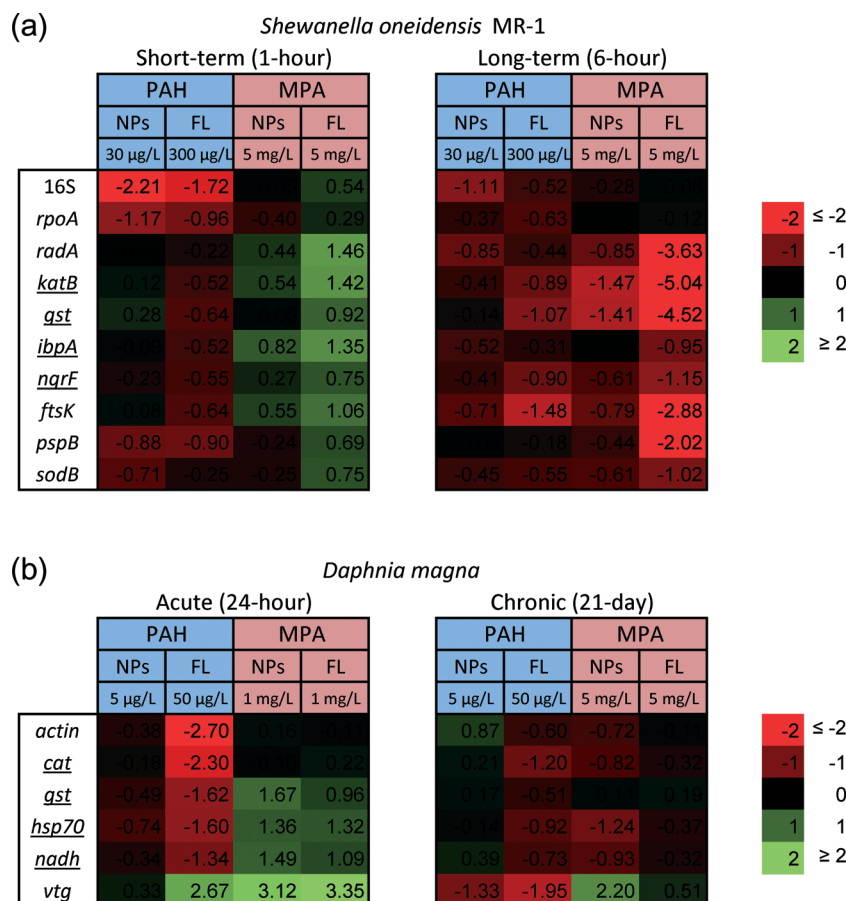 (a)
Shewanella oneidensis MR-1
Short-term (1-hour) Long-term (6-hour)
PAH MPA PAH MPA
NPs FL NPs FL NPs FL NPs FL
30 µg/L 300 µg/L 5 mg/L 5 mg/L 30 µg/L 300 µg/L 5 mg/L 5 mg/L
16S -2.21 -1.72 0.54 -1.11 -0.52 -0.28 -2 ≤ -2
rpoA -1.17 -0.96 -0.40 0.29 -0.37 -0.63 -0.12 -1 -1
radA -0.22 0.44 1.46 -0.85 -0.44 -0.85 -3.63 0 0
katB 0.12 -0.52 0.54 1.42 -0.41 -0.89 -1.47 -5.04 1 1
gst 0.28 -0.64 0.92 -0.14 -1.07 -1.41 -4.52 2 ≥ 2
ibpA -0.09 -0.52 0.82 1.35 -0.52 -0.31 -0.95
nqrF -0.23 -0.55 0.27 0.75 -0.41 -0.90 -0.61 -1.15
ftsK 0.08 -0.64 0.55 1.06 -0.71 -1.48 -0.79 -2.88
pspB -0.88 -0.90 -0.24 0.69 -0.18 -0.44 -2.02
sodB -0.71 -0.25 -0.25 0.75 -0.45 -0.55 -0.61 -1.02
(b)
Daphnia magna
Acute (24-hour) Chronic (21-day)
PAH MPA PAH MPA
NPs FL NPs FL NPs FL NPs FL
5 µg/L 50 µg/L 1 mg/L 1 mg/L 5 µg/L 50 µg/L 5 mg/L 5 mg/L
actin -0.38 -2.70 0.16 -0.11 0.87 -0.60 -0.72 -0.11 -2 ≤ -2
cat -0.18 -2.30 0.22 0.21 -1.20 -0.82 -0.32 -1 -1
gst -0.49 -1.62 1.67 0.96 0.17 -0.51 0.11 0.19 0 0
hsp70 -0.74 -1.60 1.36 1.32 -0.14 -0.92 -1.24 -0.37 1 1
nadh -0.34 -1.34 1.49 1.09 0.39 -0.73 -0.93 -0.32 2 ≥ 2
vtg 0.33 2.67 3.12 3.35 -1.33 -1.95 2.20 0.51